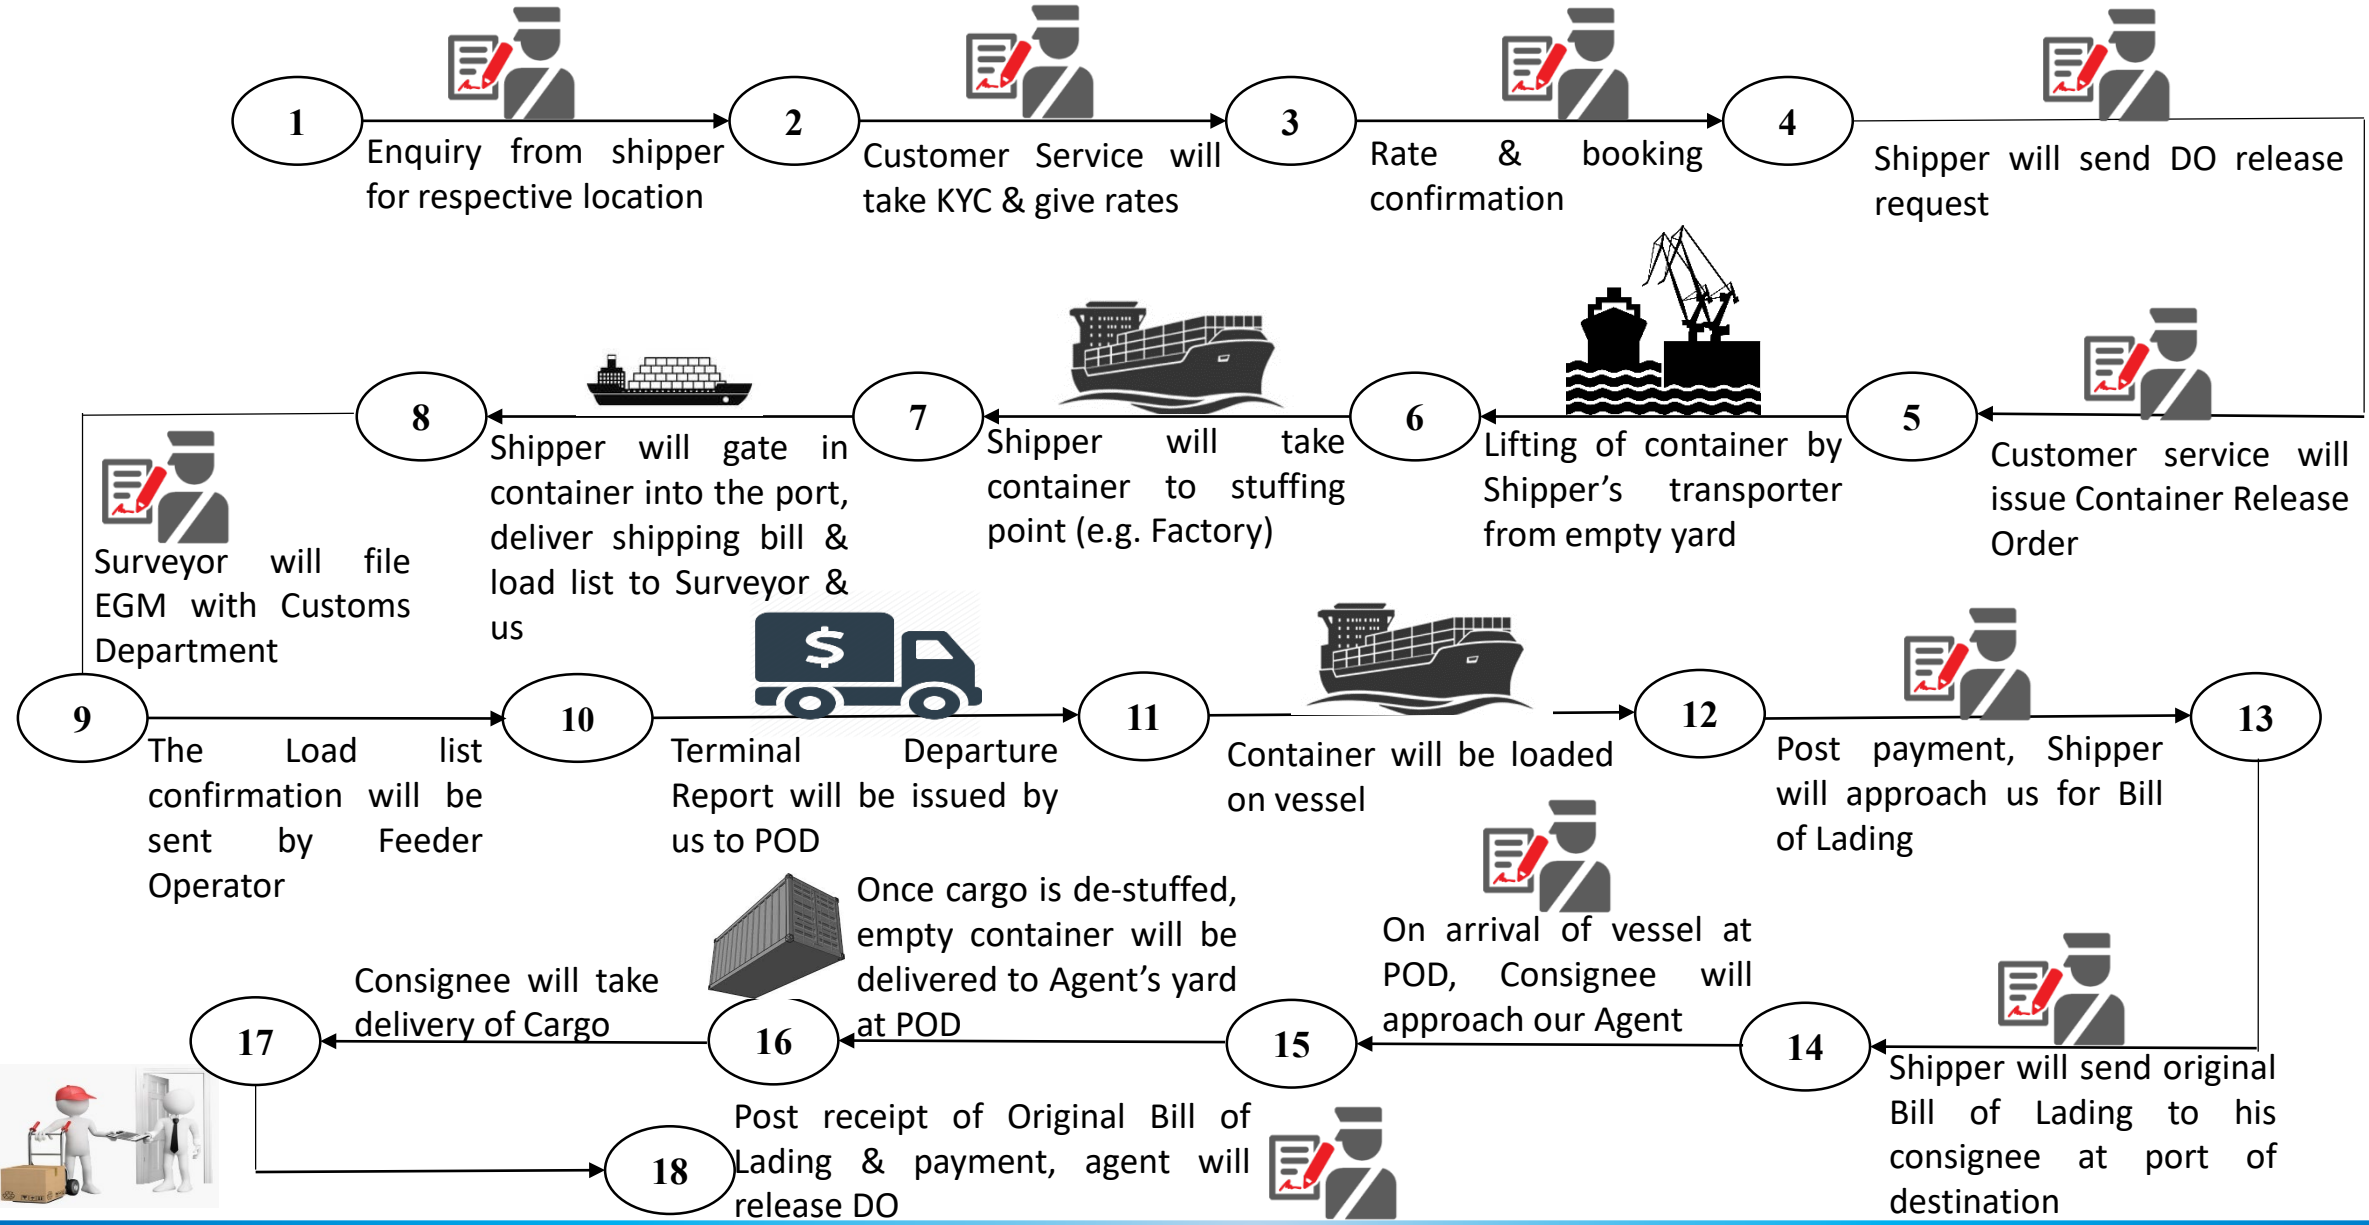 1
Enquiry from shipper
for respective location
2
Customer Service will
take KYC & give rates
3
Rate & booking
confirmation
4
Shipper will send DO release
request
5
Customer service will
issue Container Release
Order
6
Lifting of container by
Shipper's transporter
from empty yard
7
Shipper will take
container to stuffing
point (e.g. Factory)
8
Shipper will gate in
container into the port,
deliver shipping bill &
load list to Surveyor &
us
Surveyor will file
EGM with Customs
Department
9
The Load list
confirmation will be
sent by Feeder
Operator
10
$
Terminal Departure
Report will be issued by
us to POD
11
Container will be loaded
on vessel
12
Post payment, Shipper
will approach us for Bill
of Lading
13
Shipper will send original
Bill of Lading to his
consignee at port of
destination
14
On arrival of vessel at
POD, Consignee will
approach our Agent
15
Once cargo is de-stuffed,
empty container will be
delivered to Agent's yard
at POD
16
Consignee will take
delivery of Cargo
17
18
Post receipt of Original Bill of
Lading & payment, agent will
release DO